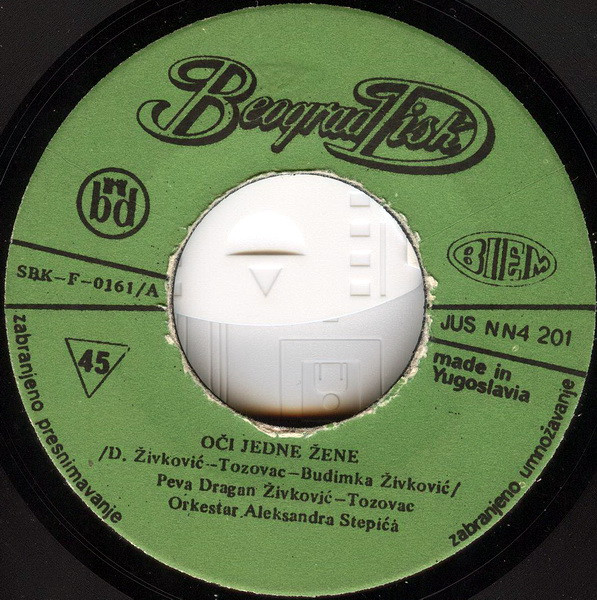 Beograd Disk
bd
BIEM
SBK-F-0161/A
JUS N N4 201
45
made in
Yugoslavia
zabranjeno presnimavanje
zabranjeno umnožavanje
OČI JEDNE ŽENE
/D. Živković--Tozovac-Budimka Živković/
Peva Dragan Živković-Tozovac
Orkestar Aleksandra Stepića